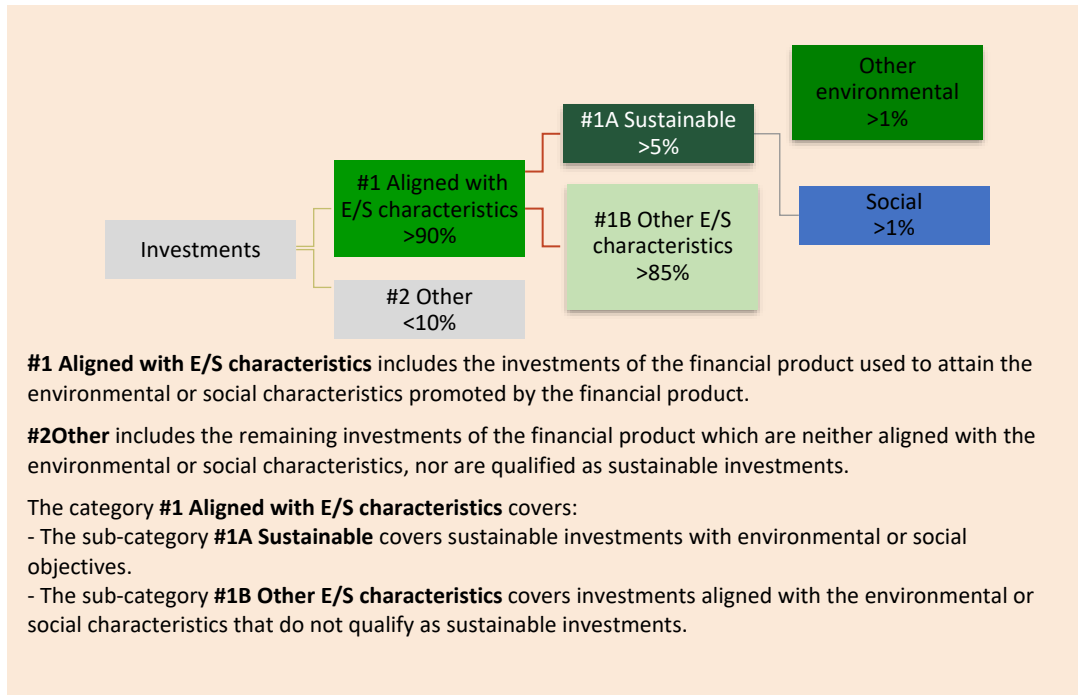 Investments
#1 Aligned with
E/S characteristics
>90%
#2 Other
<10%
#1A Sustainable
>5%
#1B Other E/S
characteristics
>85%
Other
environmental
>1%
Social
>1%
#1 Aligned with E/S characteristics includes the investments of the financial product used to attain the
environmental or social characteristics promoted by the financial product.
#2Other includes the remaining investments of the financial product which are neither aligned with the
environmental or social characteristics, nor are qualified as sustainable investments.
The category #1 Aligned with E/S characteristics covers:
- The sub-category #1A Sustainable covers sustainable investments with environmental or social
objectives.
- The sub-category #1B Other E/S characteristics covers investments aligned with the environmental or
social characteristics that do not qualify as sustainable investments.